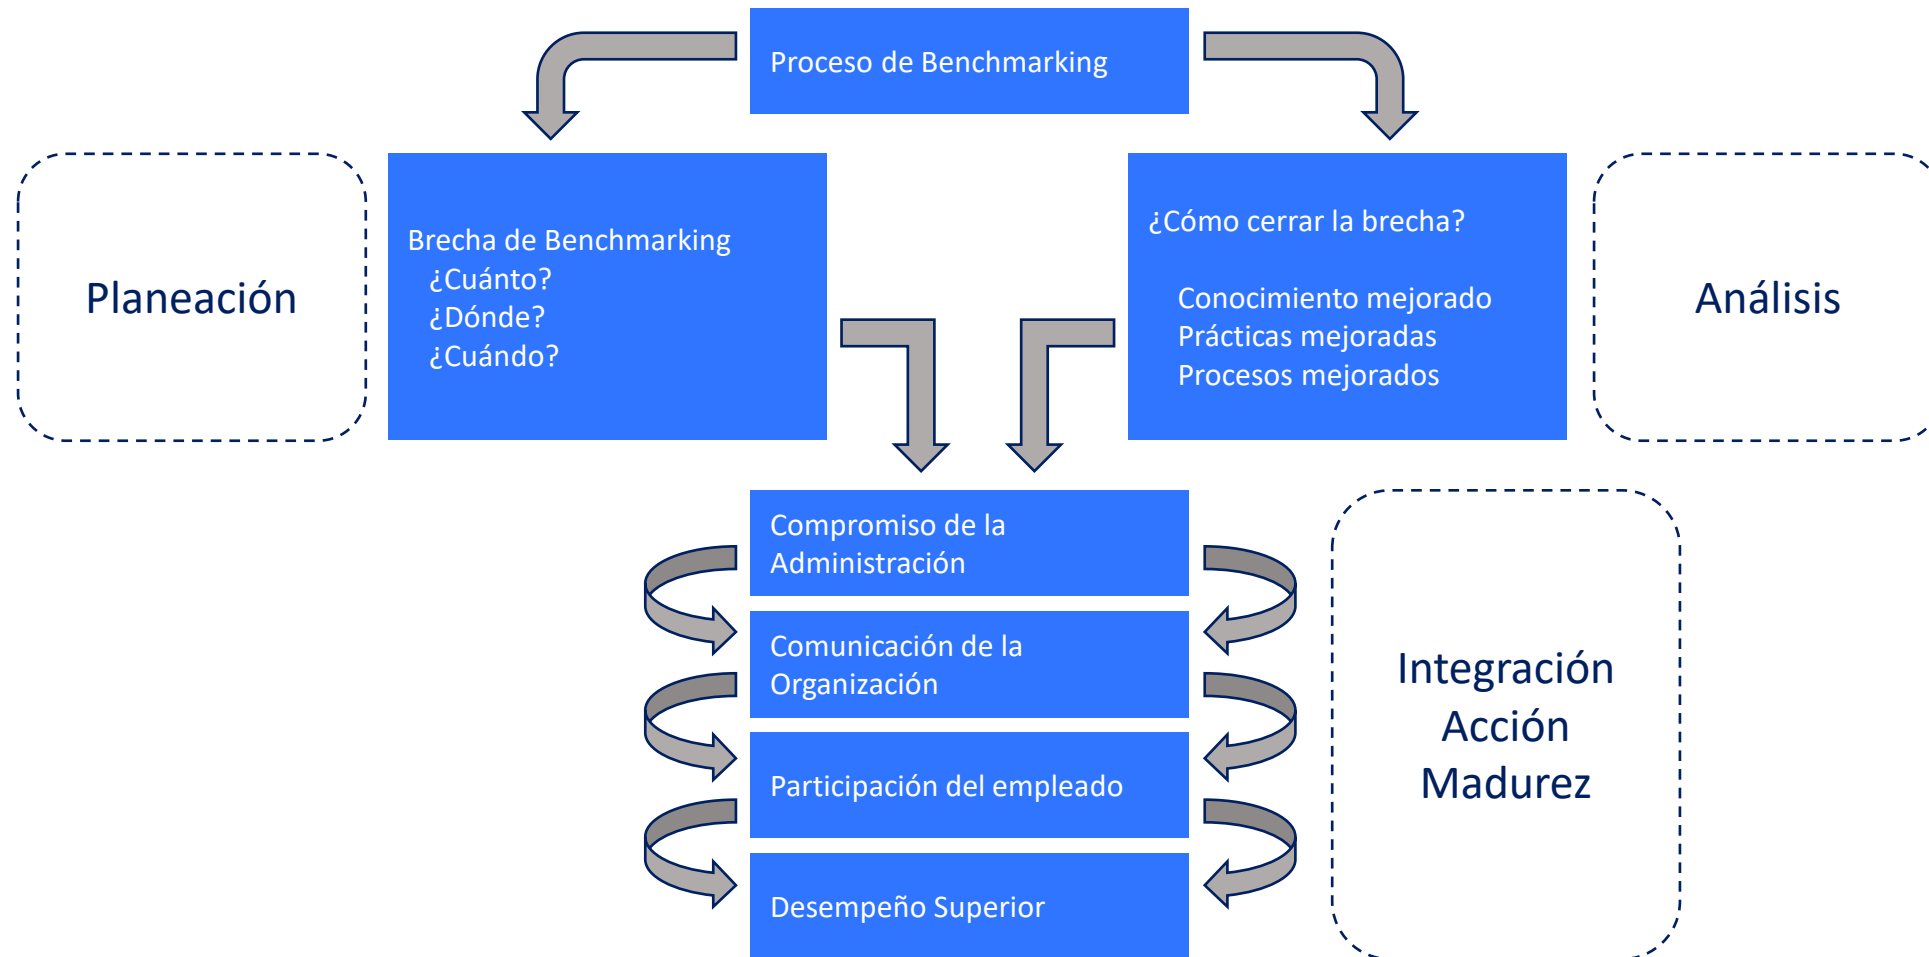 Proceso de Benchmarking
Planeación
Brecha de Benchmarking
¿Cuánto?
¿Dónde?
¿Cuándo?
¿Cómo cerrar la brecha?
Conocimiento mejorado
Prácticas mejoradas
Procesos mejorados
Análisis
Compromiso de la
Administración
Comunicación de la
Organización
Participación del empleado
Desempeño Superior
Integración
Acción
Madurez